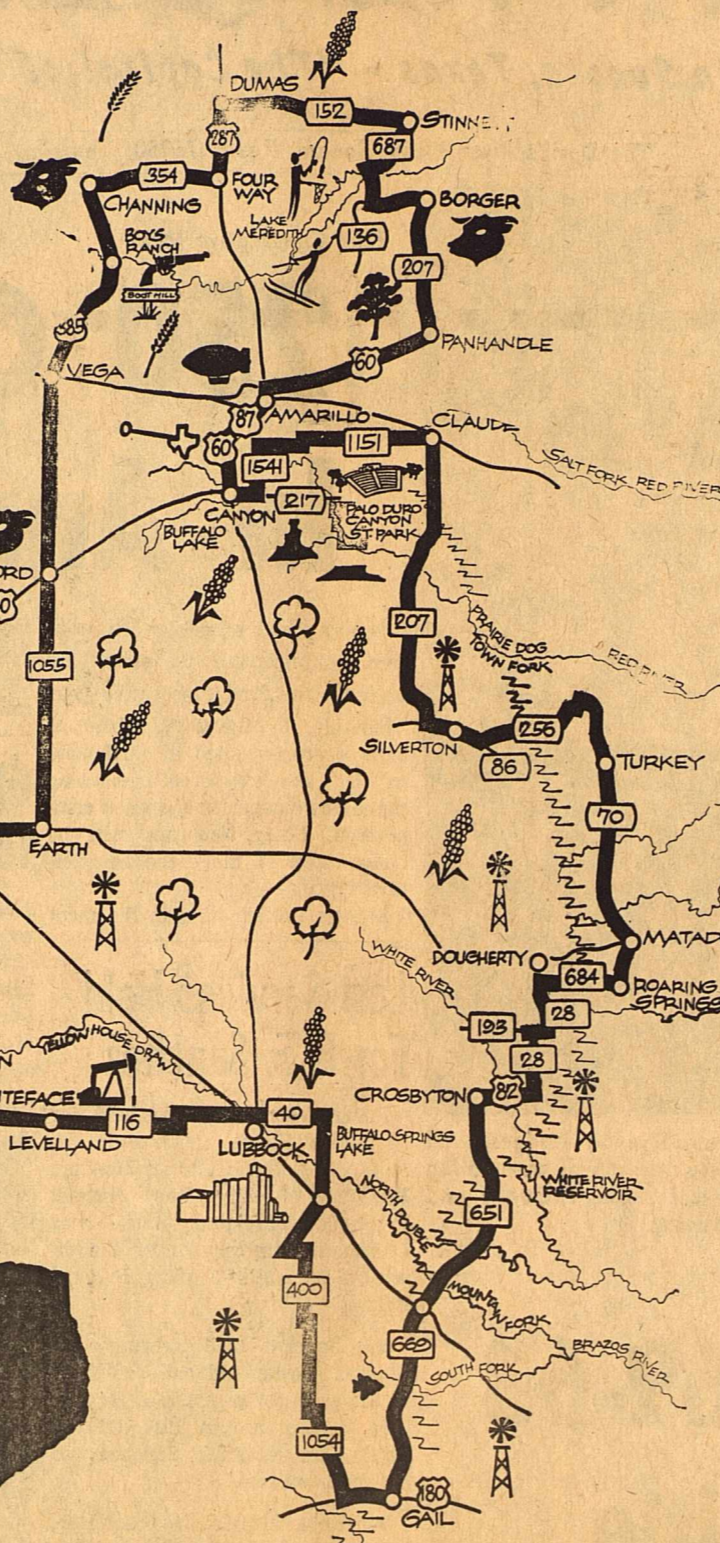 DUMAS
152
STINNE
287
687
354
FOUR
WAY
CHANNING
LAKE
MEREDITH
BORGER
BOYS
RANCH
136
207
BOOT HILL
385
PANHANDLE
VEGA
60
87
AMARILLO
CLAUDE
60
1151
1541
SALT FORK RED RIVER
217
CANYON
PALO DURO
CANYON
ST. PARK
BUFFALO
LAKE
ORD
0
207
PRAIRIE DOG
TOWN FORK
RED RIVER
1055
256
SILVERTON
86
TURKEY
70
EARTH
MATAD
WHITE RIVER
DOUGHERTY
684
ROARING
SPRINGS
28
193
YELLOW HOUSE DRAW
28
ITEFACE
CROSBYTON
82
116
40
LEVELLAND
LUBBOCK
BUFFALO SPRINGS
LAKE
WHITE RIVER
RESERVOIR
NORTH DOUBLE
651
400
MOUNTAIN
FORK
669
BRAZOS RIVER
SOUTH FORK
1054
180
GAIL